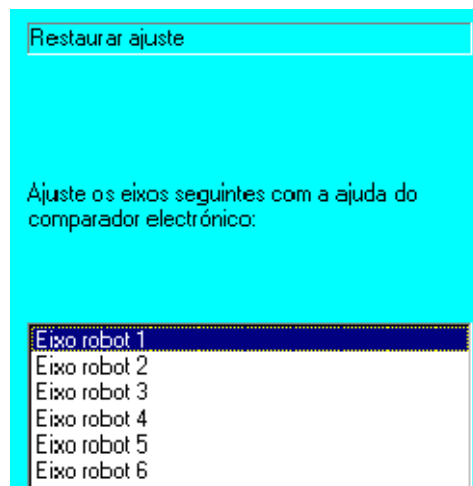 Restaurar ajuste
Ajuste os eixos seguintes com a ajuda do
comparador electrónico:
Eixo robot 1
Eixo robot 2
Eixo robot 3
Eixo robot 4
Eixo robot 5
Eixo robot 6